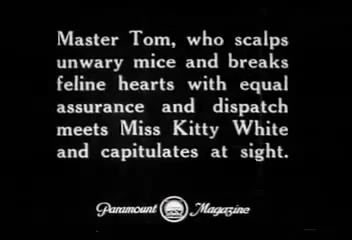 Master Tom, who scalps
unwary mice and breaks
feline hearts with equal
assurance and dispatch
meets Miss Kitty White
and capitulates at sight.
Paramount Magazine